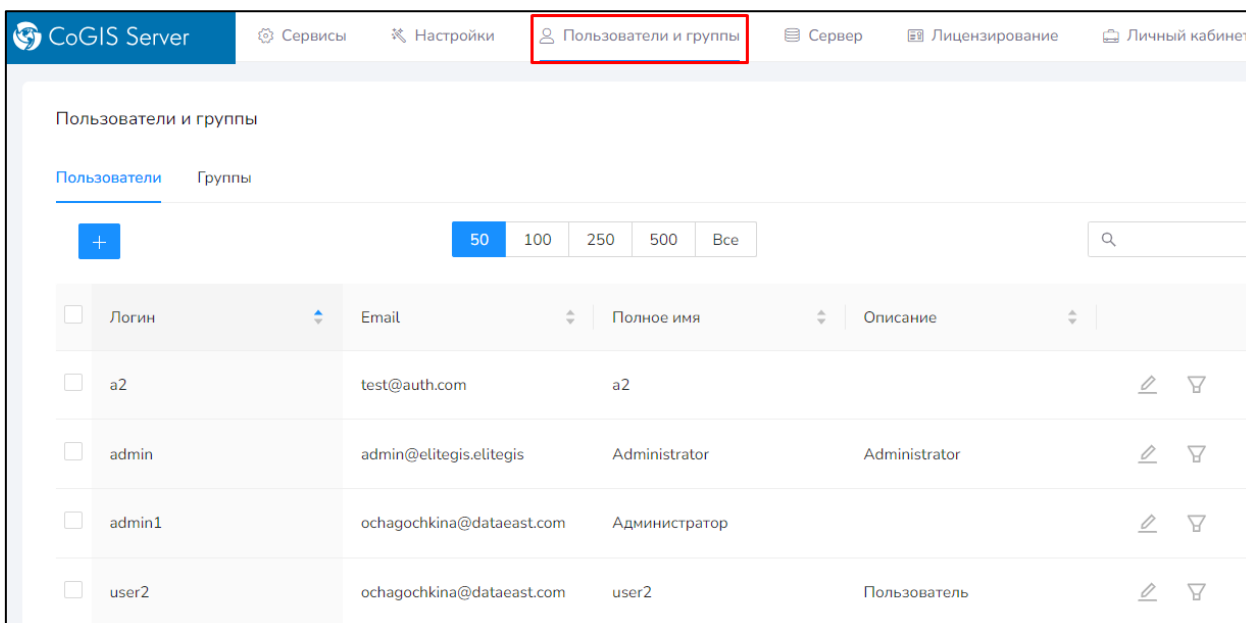 CoGIS Server Сервисы Настройки Пользователи и группы Сервер Лицензирование Личный кабинет
Пользователи и группы
Пользователи Группы
+ 50 100 250 500 Все
Логин Email Полное имя Описание
a2 test@auth.com a2
admin admin@elitegis.elitegis Administrator Administrator
admin1 ochagochkina@dataeast.com Администратор
user2 ochagochkina@dataeast.com user2 Пользователь